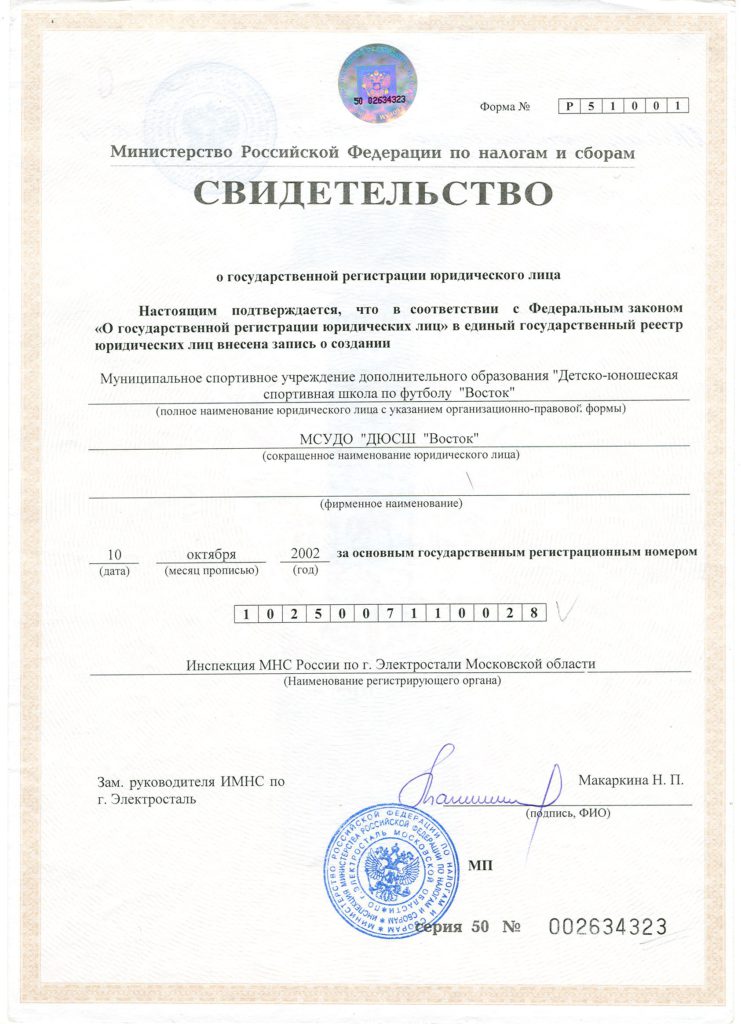 50 02634323
Форма №
Р 5 1 0 0 1
Министерство Российской Федерации по налогам и сборам
СВИДЕТЕЛЬСТВО
о государственной регистрации юридического лица
Настоящим подтверждается, что в соответствии с Федеральным законом
«О государственной регистрации юридических лиц» в единый государственный реестр
юридических лиц внесена запись о создании
Муниципальное спортивное учреждение дополнительного образования "Детско-юношеская
спортивная школа по футболу "Восток"
(полное наименование юридического лица с указанием организационно-правовой формы)
МСУДО "ДЮСШ "Восток"
(сокращенное наименование юридического лица)
\
(фирменное наименование)
10 октября 2002 за основным государственным регистрационным номером
(дата) (месяц прописью) (год)
1 0 2 5 0 0 7 1 1 0 0 2 8
Инспекция МНС России по г. Электростали Московской области
(Наименование регистрирующего органа)
Зам. руководителя ИМНС по
г. Электросталь
Макаркина Н. П.
(подпись, ФИО)
МИНИСТЕРСТВО РОССИЙСКОЙ ФЕДЕРАЦИИ ПО НАЛОГАМ И СБОРАМ
ИНСПЕКЦИЯ МИНИСТЕРСТВА РОССИЙСКОЙ ФЕДЕРАЦИИ ПО НАЛОГАМ И СБОРАМ
ПО г. ЭЛЕКТРОСТАЛЬ МОСКОВСКОЙ ОБЛАСТИ
МП
серия 50 № 002634323